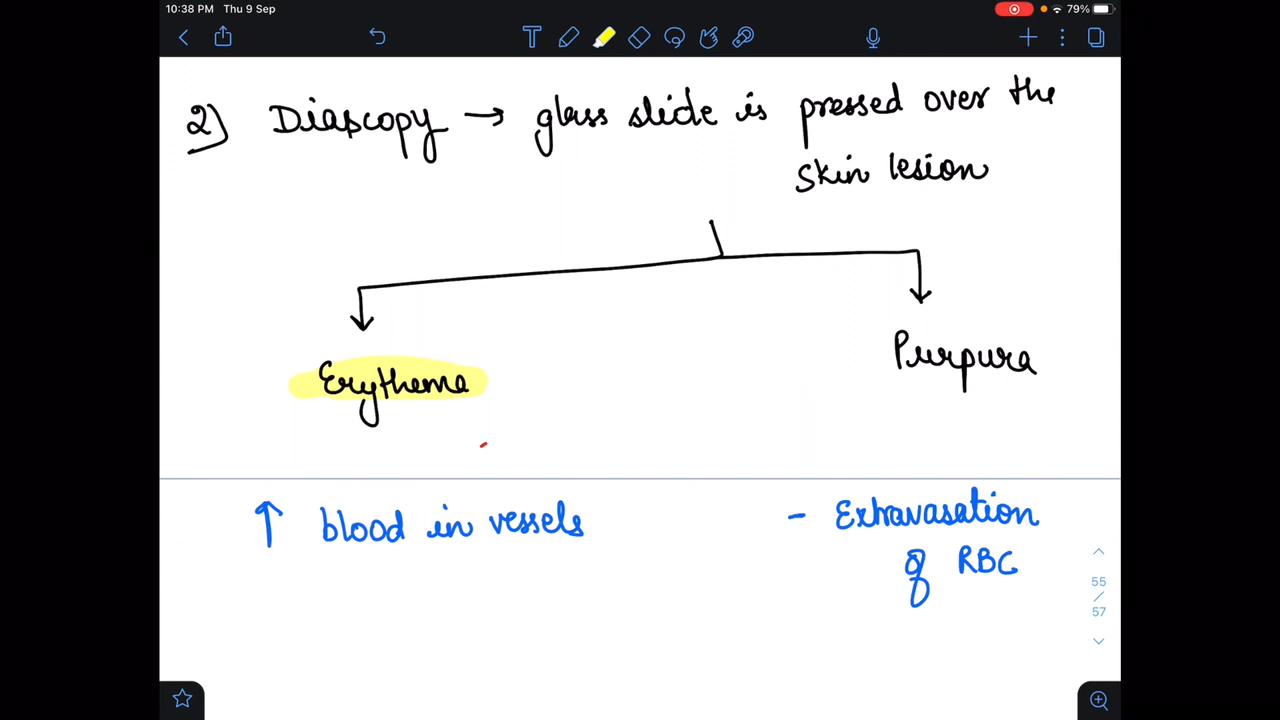 10:38 PM Thu 9 Sep
79%
2) Diascopy → glass slide is pressed over the
skin lesion
Erythema
Purpura
↑ blood in vessels
- Extravasation
of RBC
55
/
57